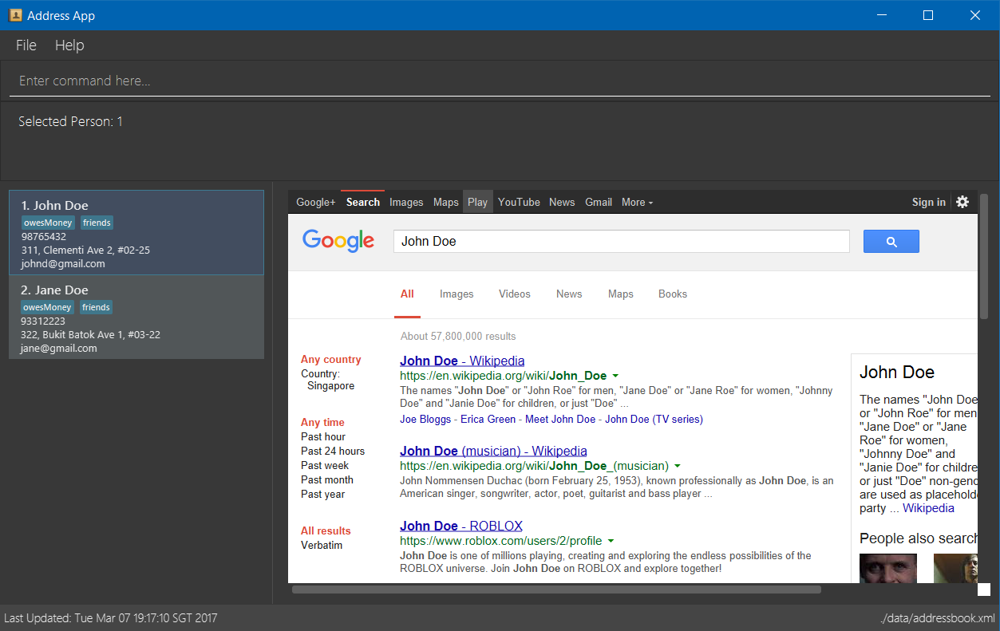 Address App
File Help
Enter command here...
Selected Person: 1
1. John Doe
owesMoney friends
98765432
311, Clementi Ave 2, #02-25
johnd@gmail.com
2. Jane Doe
owesMoney friends
93312223
322, Bukit Batok Ave 1, #03-22
jane@gmail.com
Google+ Search Images Maps Play YouTube News Gmail More Sign in
Google John Doe
All Images Videos News Maps Books
About 57,800,000 results
Any country
Country:
Singapore
Any time
Past hour
Past 24 hours
Past week
Past month
Past year
All results
Verbatim
John Doe - Wikipedia
https://en.wikipedia.org/wiki/John_Doe
The names "John Doe" or "John Roe" for men, "Jane Doe" or "Jane Roe" for women, "Johnny
Doe" and "Janie Doe" for children, or just "Doe" ...
Joe Bloggs - Erica Green - Meet John Doe - John Doe (TV series)
John Doe (musician) - Wikipedia
https://en.wikipedia.org/wiki/John_Doe_(musician)
John Nommensen Duchac (born February 25, 1953), known professionally as John Doe, is an
American singer, songwriter, actor, poet, guitarist and bass player ...
John Doe - ROBLOX
https://www.roblox.com/users/2/profile
John Doe is one of millions playing, creating and exploring the endless possibilities of the
ROBLOX universe. Join John Doe on ROBLOX and explore together!
John Doe
The names "John Doe
or "John Roe" for men
"Jane Doe" or "Jane
Roe" for women,
"Johnny Doe" and
"Janie Doe" for childre
or just "Doe" non-gend
are used as placehold
party ... Wikipedia
People also search
Last Updated: Tue Mar 07 19:17:10 SGT 2017
./data/addressbook.xml